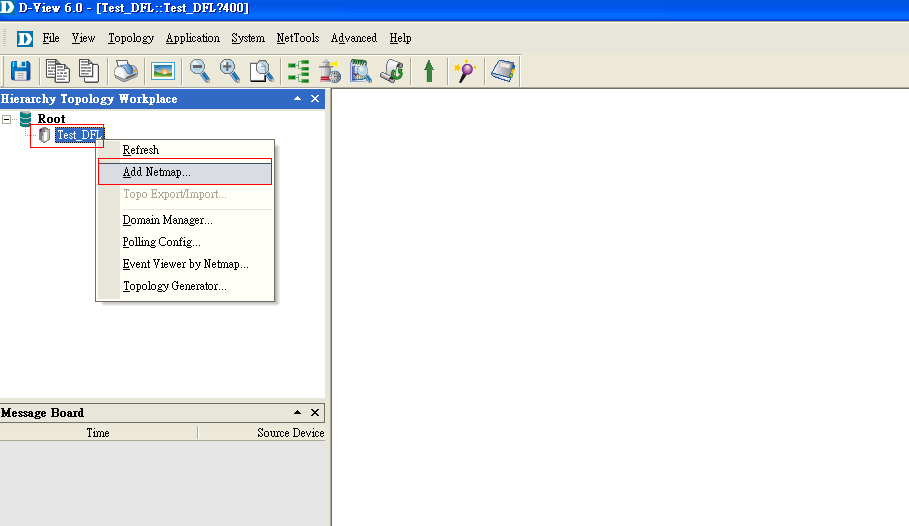 D-View 6.0 - [Test_DFL::Test_DFL?400]
File View Topology Application System NetTools Advanced Help
Hierarchy Topology Workplace
Root
Test_DFL
Refresh
Add Netmap...
Topo Export/Import...
Domain Manager...
Polling Config...
Event Viewer by Netmap...
Topology Generator...
Message Board
Time Source Device